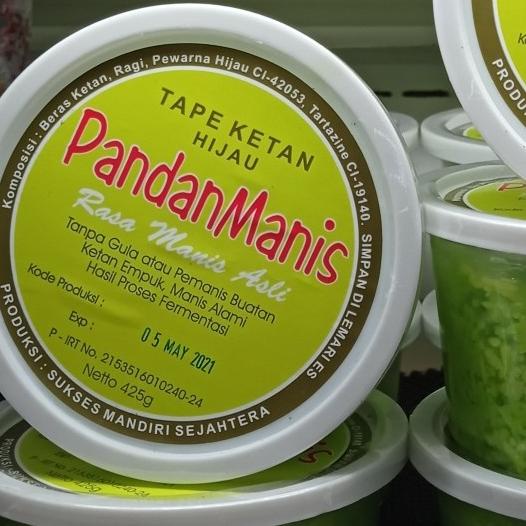 Komposisi : Beras Ketan, Ragi, Pewarna Hijau CI-42053, Tartazine CI-19140.
SIMPAN DI LEMARI ES
TAPE KETAN
HIJAU
PandanManis
Rasa Manis Asli
Tanpa Gula atau Pemanis Buatan
Ketan Empuk, Manis Alami
Hasil Proses Fermentasi
Kode Produksi :
Exp : 05 MAY 2021
P - IRT No. 2153516010240-24
Netto 425g
PRODUKSI : SUKSES MANDIRI SEJAHTERA
PRODUK